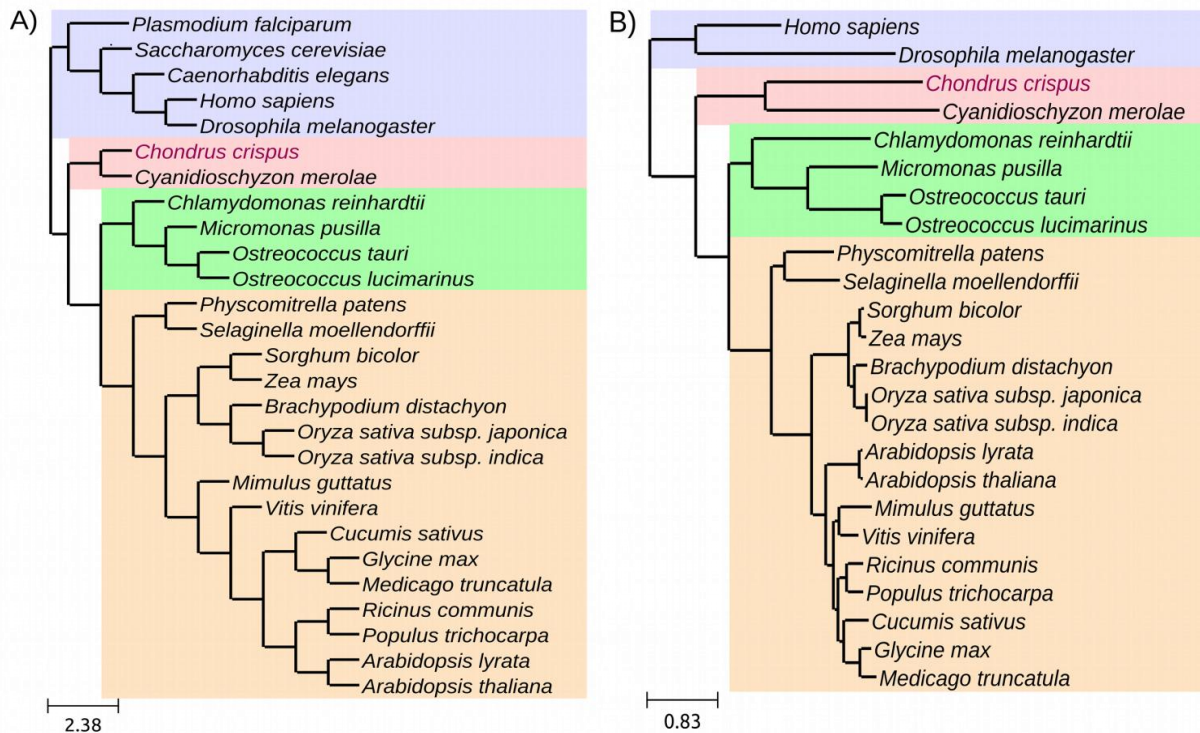 A)
Plasmodium falciparum
Saccharomyces cerevisiae
Caenorhabditis elegans
Homo sapiens
Drosophila melanogaster
Chondrus crispus
Cyanidioschyzon merolae
Chlamydomonas reinhardtii
Micromonas pusilla
Ostreococcus tauri
Ostreococcus lucimarinus
Physcomitrella patens
Selaginella moellendorffii
Sorghum bicolor
Zea mays
Brachypodium distachyon
Oryza sativa subsp. japonica
Oryza sativa subsp. indica
Mimulus guttatus
Vitis vinifera
Cucumis sativus
Glycine max
Medicago truncatula
Ricinus communis
Populus trichocarpa
Arabidopsis lyrata
Arabidopsis thaliana
2.38
B)
Homo sapiens
Drosophila melanogaster
Chondrus crispus
Cyanidioschyzon merolae
Chlamydomonas reinhardtii
Micromonas pusilla
Ostreococcus tauri
Ostreococcus lucimarinus
Physcomitrella patens
Selaginella moellendorffii
Sorghum bicolor
Zea mays
Brachypodium distachyon
Oryza sativa subsp. japonica
Oryza sativa subsp. indica
Arabidopsis lyrata
Arabidopsis thaliana
Mimulus guttatus
Vitis vinifera
Ricinus communis
Populus trichocarpa
Cucumis sativus
Glycine max
Medicago truncatula
0.83